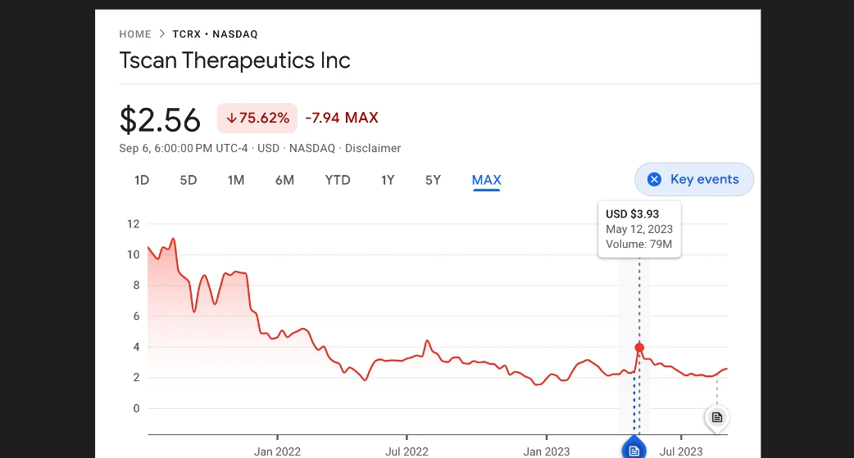 HOME > TCRX • NASDAQ
Tscan Therapeutics Inc
$2.56 ↓75.62% -7.94 MAX
Sep 6, 6:00:00 PM UTC-4 · USD · NASDAQ · Disclaimer
1D 5D 1M 6M YTD 1Y 5Y MAX
Key events
USD $3.93
May 12, 2023
Volume: 79M
12
10
8
6
4
2
0
Jan 2022 Jul 2022 Jan 2023 Jul 2023